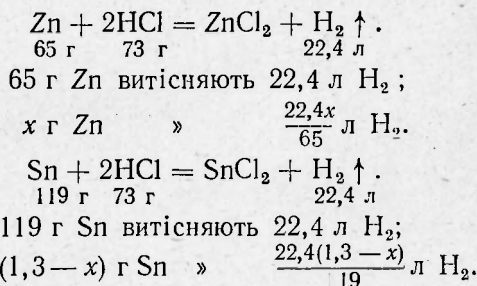 Zn + 2HCl = ZnCl₂ + H₂ ↑ .
65 г 73 г 22,4 л
65 г Zn витісняють 22,4 л H₂ ;
x г Zn » 22,4x/65 л H₂.
Sn + 2HCl = SnCl₂ + H₂ ↑ .
119 г 73 г 22,4 л
119 г Sn витісняють 22,4 л H₂;
(1,3 — x) г Sn » 22,4(1,3 — x)/19 л H₂.